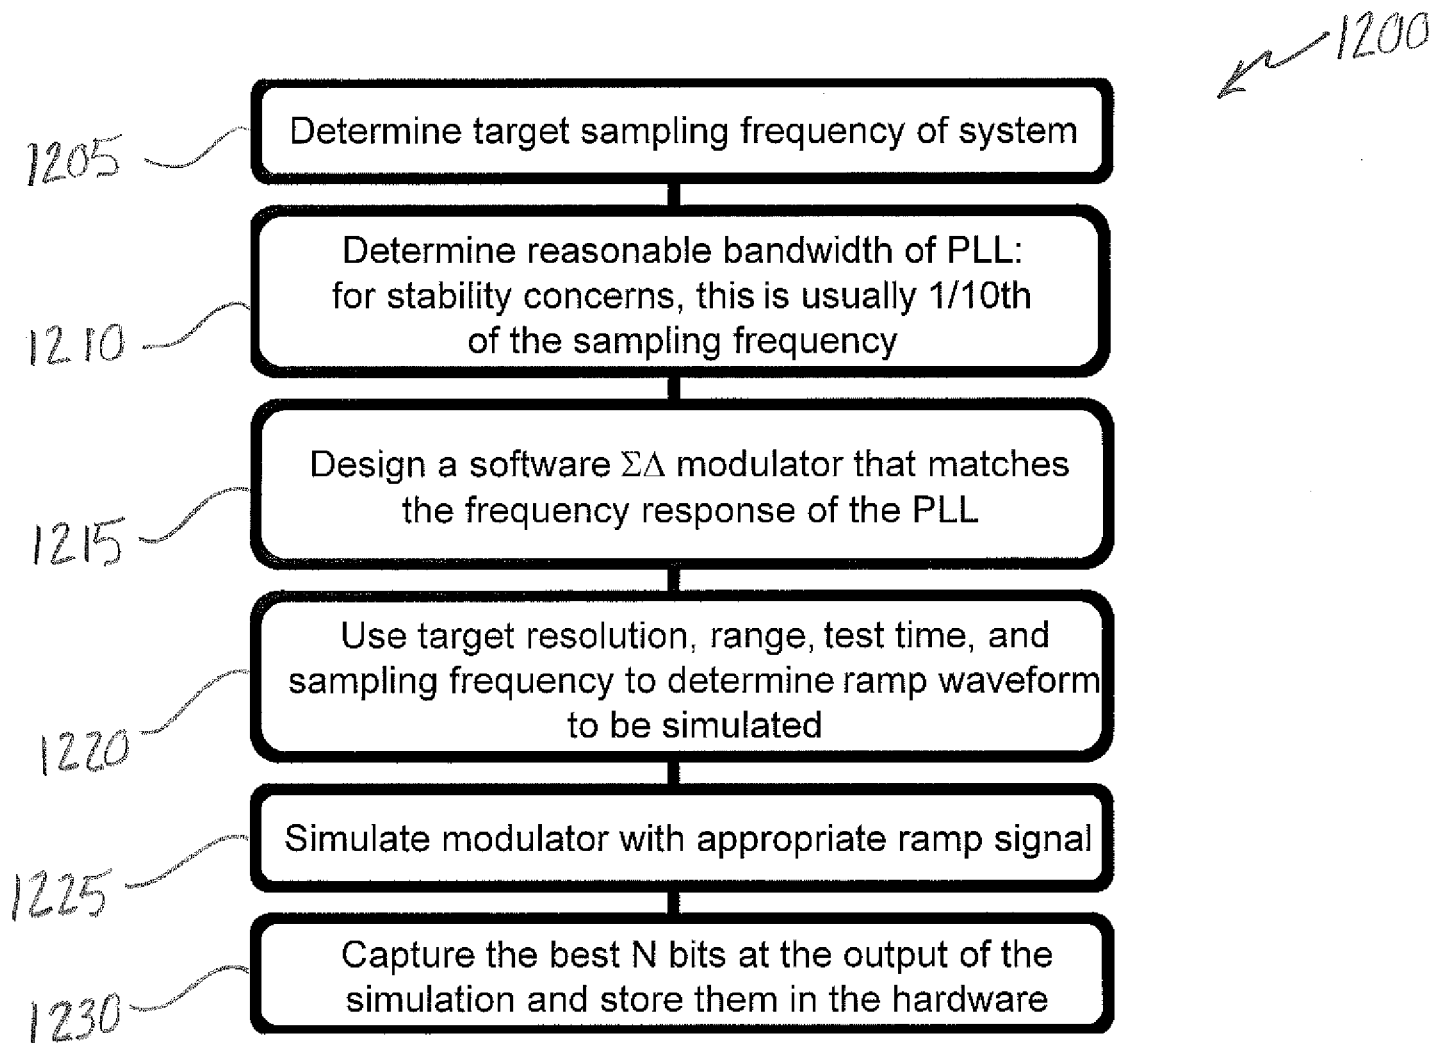 1200
1205
Determine target sampling frequency of system
1210
Determine reasonable bandwidth of PLL:
for stability concerns, this is usually 1/10th
of the sampling frequency
1215
Design a software ΣΔ modulator that matches
the frequency response of the PLL
1220
Use target resolution, range, test time, and
sampling frequency to determine ramp waveform
to be simulated
1225
Simulate modulator with appropriate ramp signal
1230
Capture the best N bits at the output of the
simulation and store them in the hardware